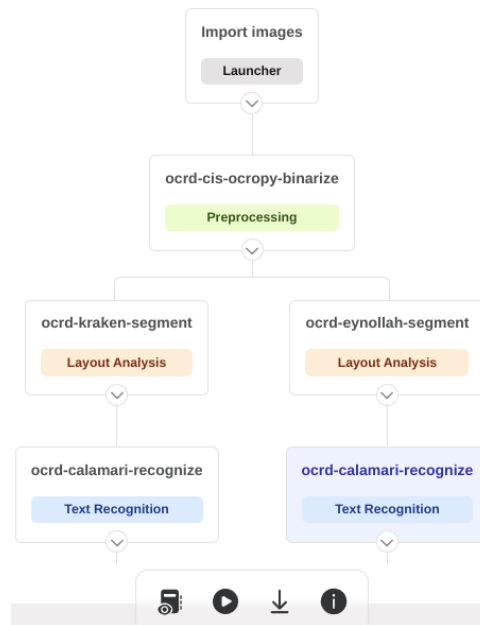 Import images
Launcher
ocrd-cis-ocropy-binarize
Preprocessing
ocrd-kraken-segment
Layout Analysis
ocrd-eynollah-segment
Layout Analysis
ocrd-calamari-recognize
Text Recognition
ocrd-calamari-recognize
Text Recognition